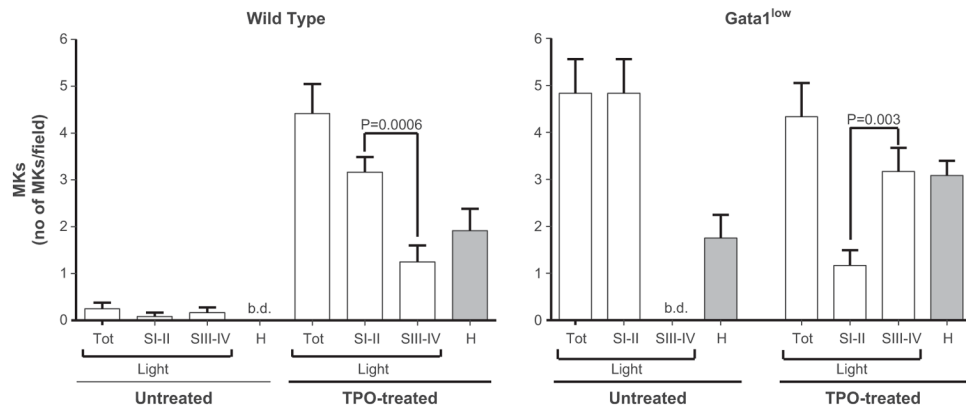 Wild Type
Gata1low
MKs
(no of MKs/field)
6
5
4
3
2
1
0
P=0.0006
b.d.
Tot SI-II SIII-IV H Tot SI-II SIII-IV H
Light Light
Untreated TPO-treated
6
5
4
3
2
1
0
P=0.003
b.d.
Tot SI-II SIII-IV H Tot SI-II SIII-IV H
Light Light
Untreated TPO-treated